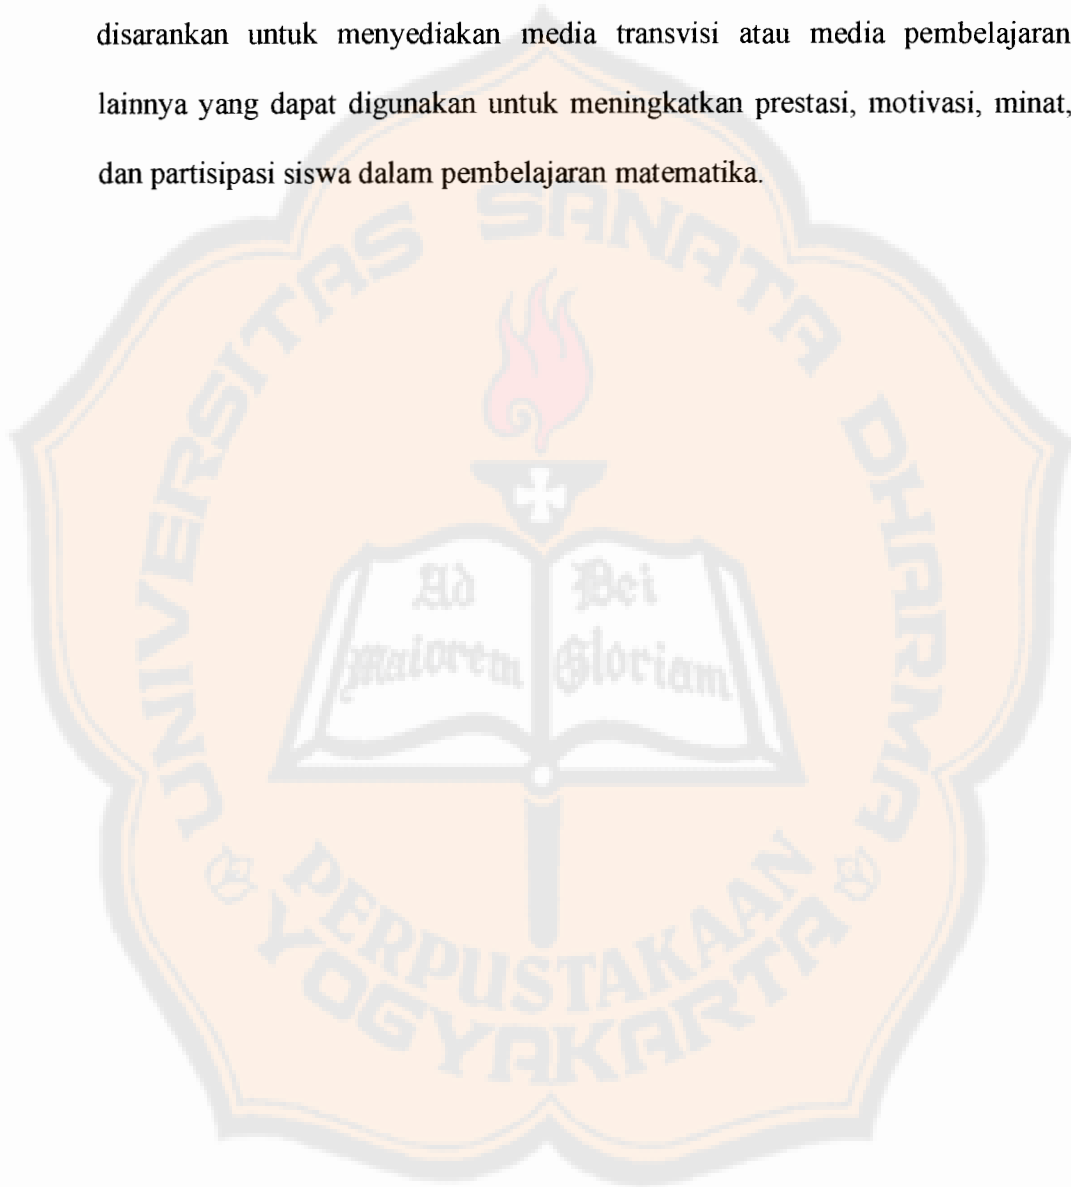 disarankan untuk menyediakan media transvisi atau media pembelajaran
lainnya yang dapat digunakan untuk meningkatkan prestasi, motivasi, minat,
dan partisipasi siswa dalam pembelajaran matematika.
UNIVERSITAS SANATA DHARMA
Ad Dei
Maiorem Gloriam
PERPUSTAKAAN
YOGYAKARTA